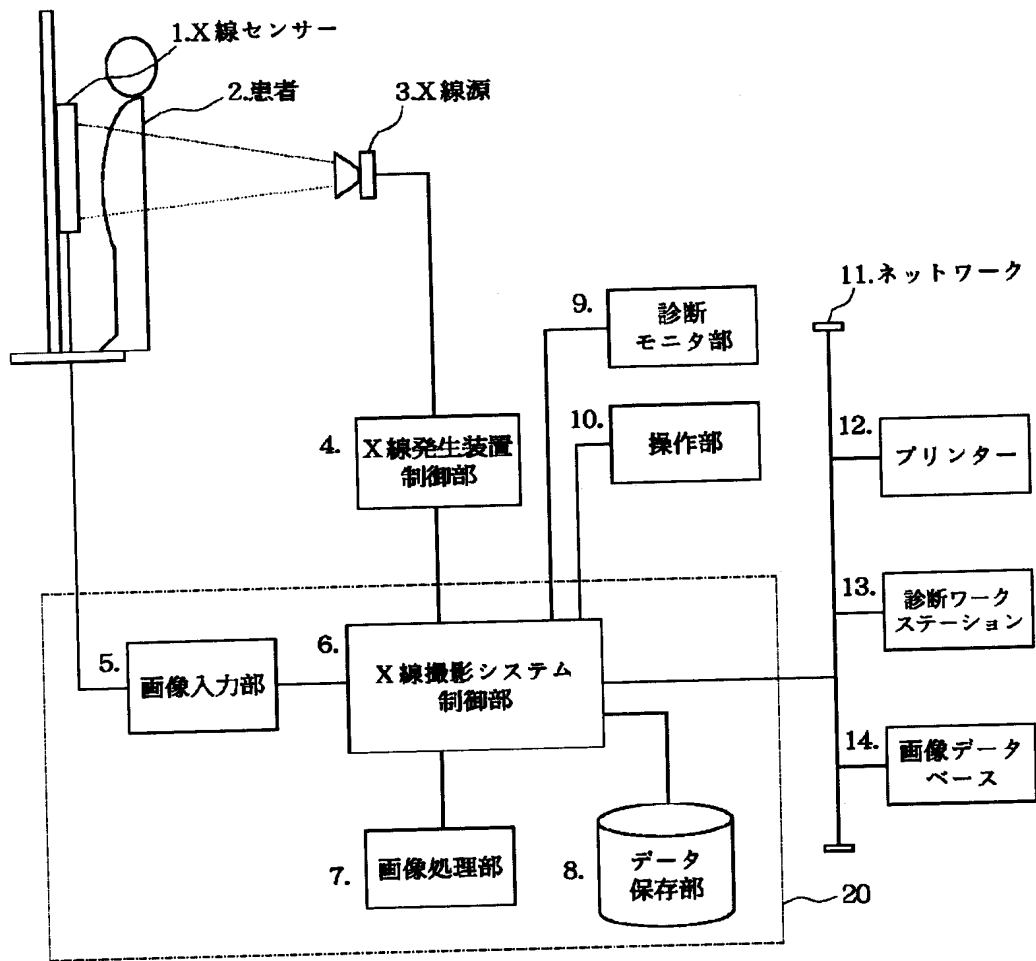 1.X線センサー
2.患者
3.X線源
11.ネットワーク
9.
診断
モニタ部
10.
操作部
12.
プリンター
4.
X線発生装置
制御部
13.
診断ワーク
ステーション
5.
画像入力部
6.
X線撮影システム
制御部
14.
画像データ
ベース
7.
画像処理部
8.
データ
保存部
20